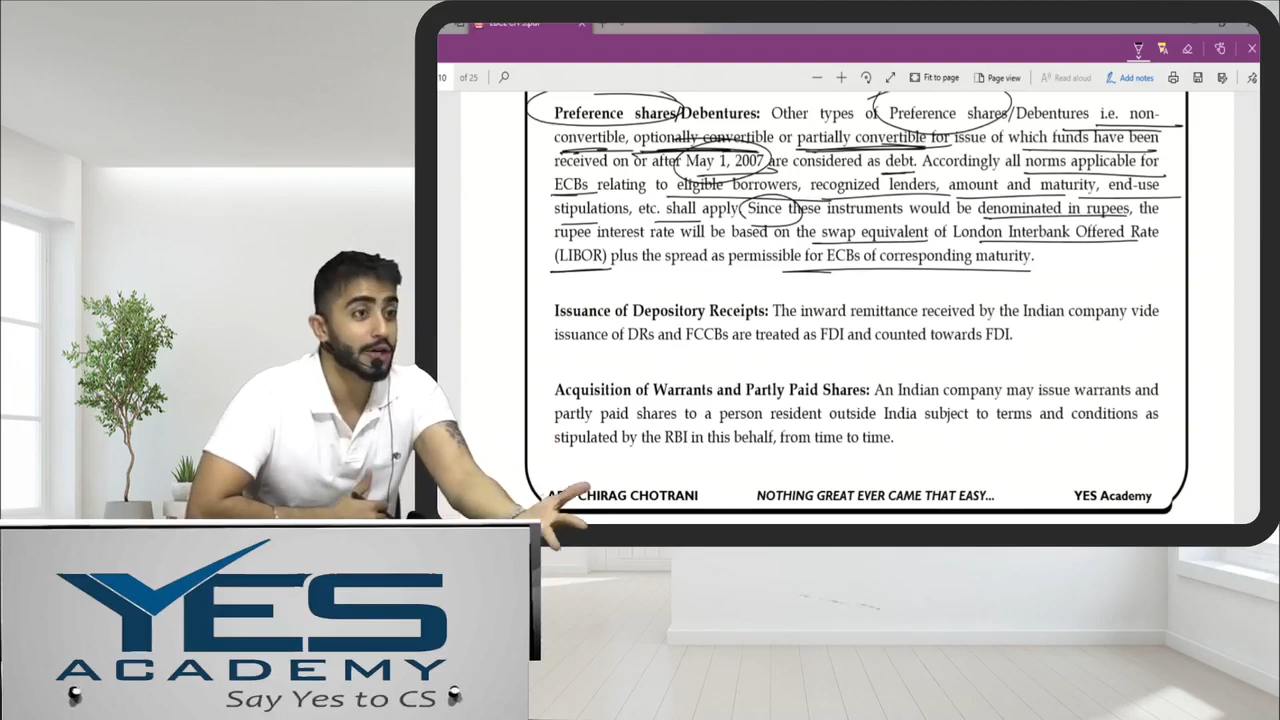 10 of 25
Fit to page
Page view
Read aloud
Add notes
Preference shares/Debentures: Other types of Preference shares/Debentures i.e. non-
convertible, optionally convertible or partially convertible for issue of which funds have been
received on or after May 1, 2007 are considered as debt. Accordingly all norms applicable for
ECBs relating to eligible borrowers, recognized lenders, amount and maturity, end-use
stipulations, etc. shall apply. Since these instruments would be denominated in rupees, the
rupee interest rate will be based on the swap equivalent of London Interbank Offered Rate
(LIBOR) plus the spread as permissible for ECBs of corresponding maturity.
Issuance of Depository Receipts: The inward remittance received by the Indian company vide
issuance of DRs and FCCBs are treated as FDI and counted towards FDI.
Acquisition of Warrants and Partly Paid Shares: An Indian company may issue warrants and
partly paid shares to a person resident outside India subject to terms and conditions as
stipulated by the RBI in this behalf, from time to time.
CHIRAG CHOTRANI NOTHING GREAT EVER CAME THAT EASY... YES Academy
YES
ACADEMY
Say Yes to CS